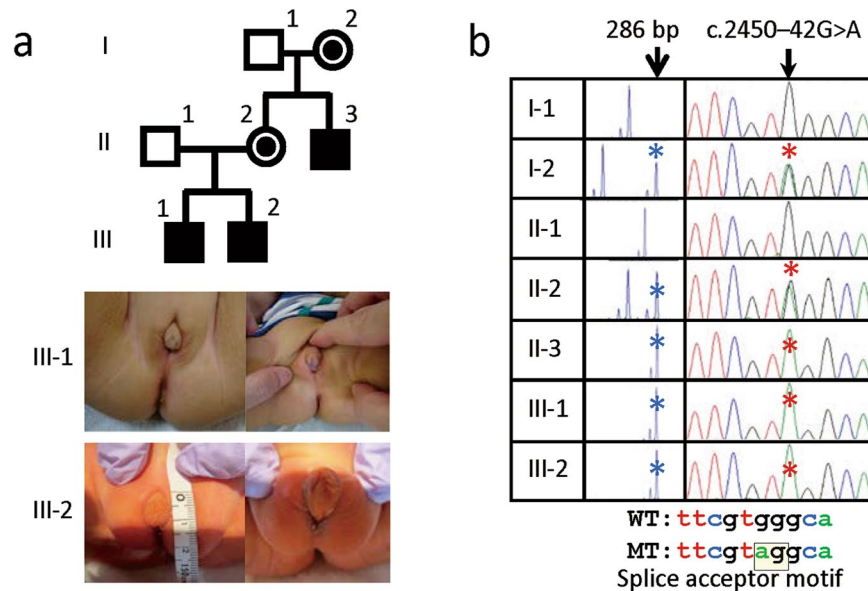 a
I
1
2
II
1
2
3
III
1
2
III-1
III-2
b
286 bp
c.2450–42G>A
I-1
*
*
I-2
II-1
II-2
*
*
II-3
*
*
III-1
*
*
III-2
*
*
WT:ttcgtgggca
MT:ttcgtaggca
Splice acceptor motif